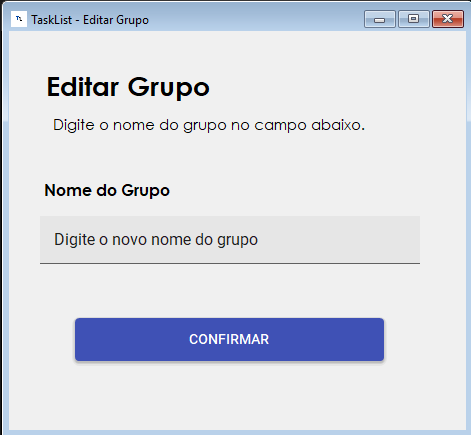 TL TaskList - Editar Grupo
Editar Grupo
Digite o nome do grupo no campo abaixo.
Nome do Grupo
Digite o novo nome do grupo
CONFIRMAR